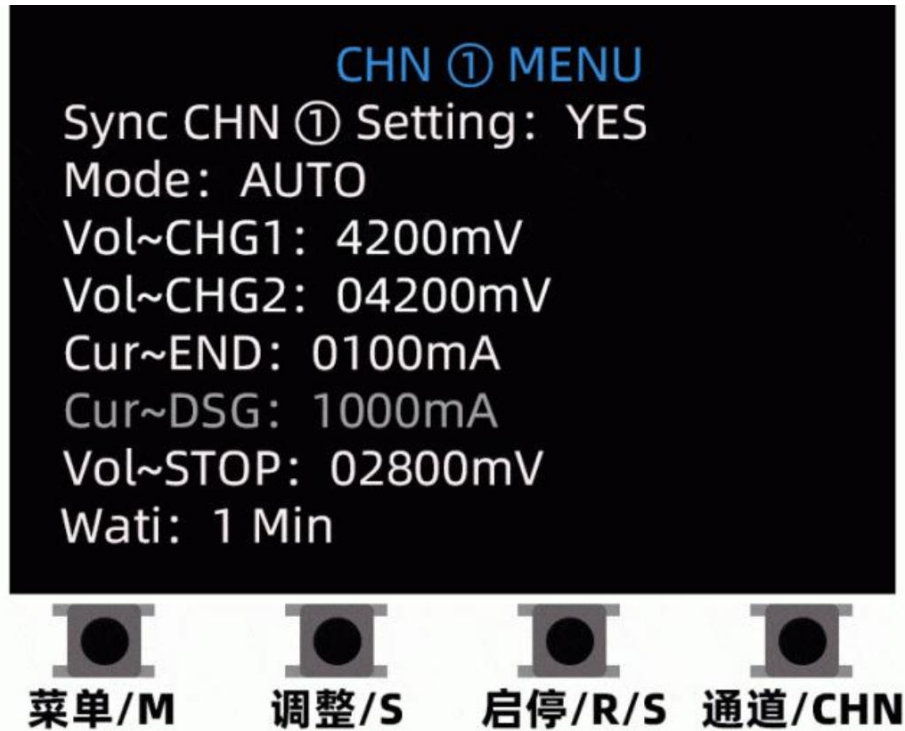 CHN ① MENU
Sync CHN ① Setting： YES
Mode： AUTO
Vol~CHG1： 4200mV
Vol~CHG2： 04200mV
Cur~END： 0100mA
Cur~DSG： 1000mA
Vol~STOP： 02800mV
Wati： 1 Min
菜单/M 调整/S 启停/R/S 通道/CHN